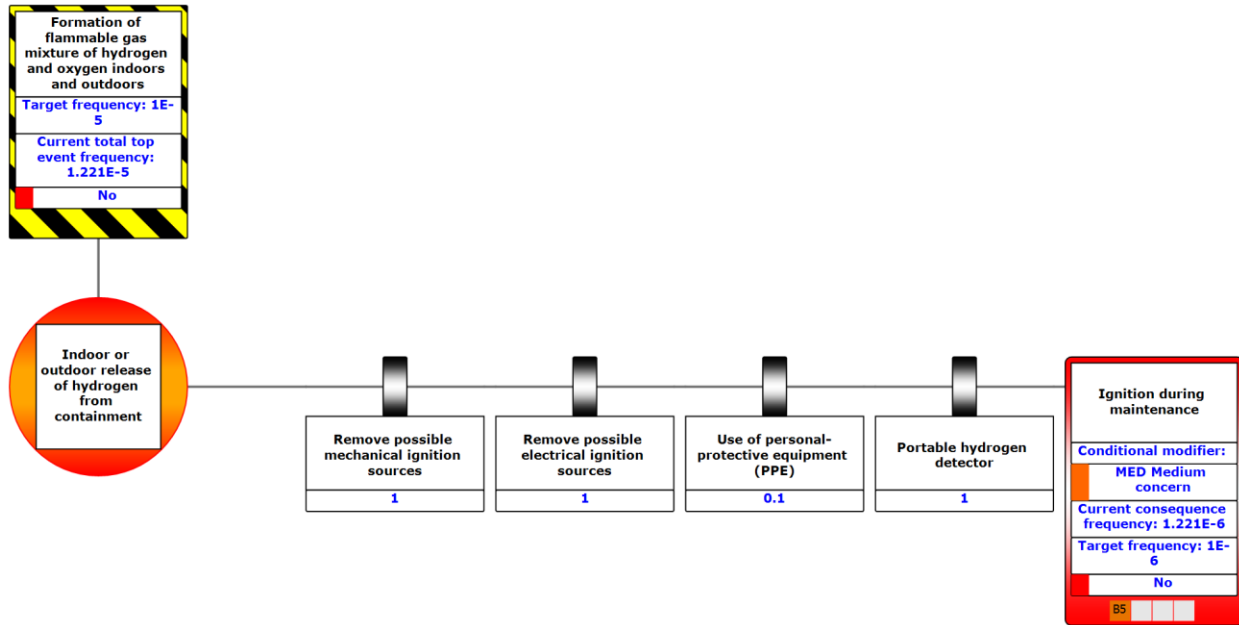 Formation of
flammable gas
mixture of hydrogen
and oxygen indoors
and outdoors
Target frequency: 1E-
5
Current total top
event frequency:
1.221E-5
No
Indoor or
outdoor release
of hydrogen
from
containment
Remove possible
mechanical ignition
sources
1
Remove possible
electrical ignition
sources
1
Use of personal-
protective equipment
(PPE)
0.1
Portable hydrogen
detector
1
Ignition during
maintenance
Conditional modifier:
MED Medium
concern
Current consequence
frequency: 1.221E-6
Target frequency: 1E-
6
No
B5